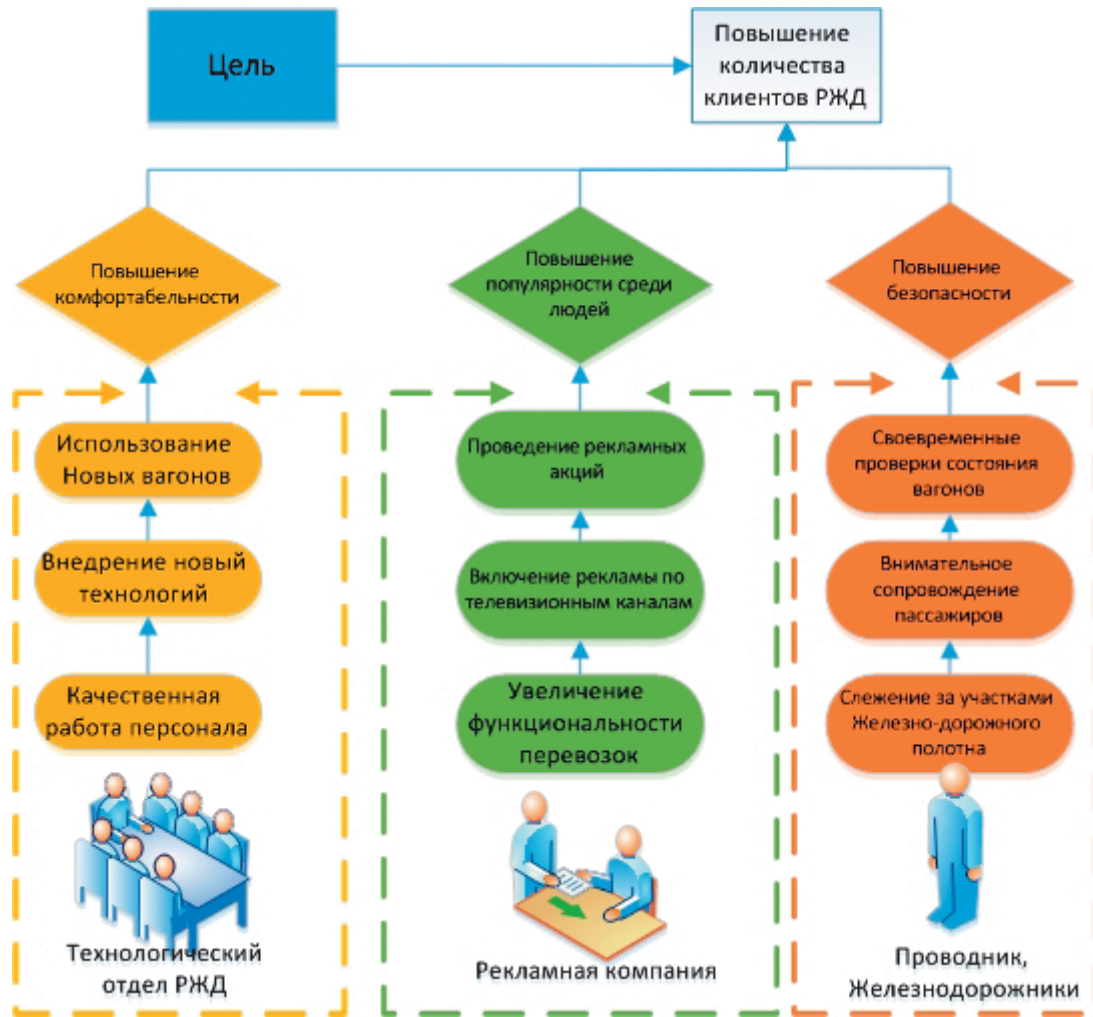 Цель
Повышение
количества
клиентов РЖД
Повышение
комфортабельности
Повышение
популярности среди
людей
Повышение
безопасности
Использование
Новых вагонов
Проведение рекламных
акций
Своевременные
проверки состояния
вагонов
Внедрение новый
технологий
Включение рекламы по
телевизионным каналам
Внимательное
сопровождение
пассажиров
Качественная
работа персонала
Увеличение
функциональности
перевозок
Слежение за участками
Железно-дорожного
полотна
Технологический
отдел РЖД
Рекламная компания
Проводник,
Железнодорожники